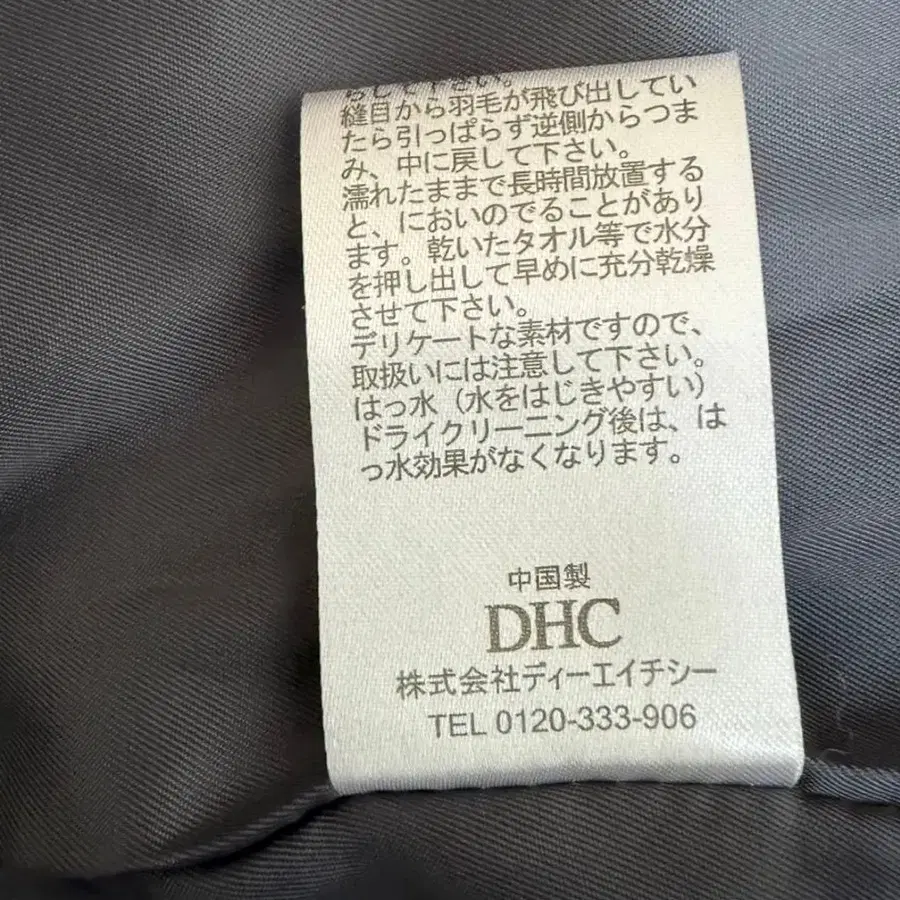 らして下さい。
縫目から羽毛が飛び出してい
たら引っぱらず逆側からつま
み、中に戻して下さい。
濡れたままで長時間放置する
と、においのでることがあり
ます。乾いたタオル等で水分
を押し出して早めに充分乾燥
させて下さい。
デリケートな素材ですので、
取扱いには注意して下さい。
はっ水（水をはじきやすい）
ドライクリーニング後は、は
っ水効果がなくなります。
中国製
DHC
株式会社ディーエイチシー
TEL 0120-333-906